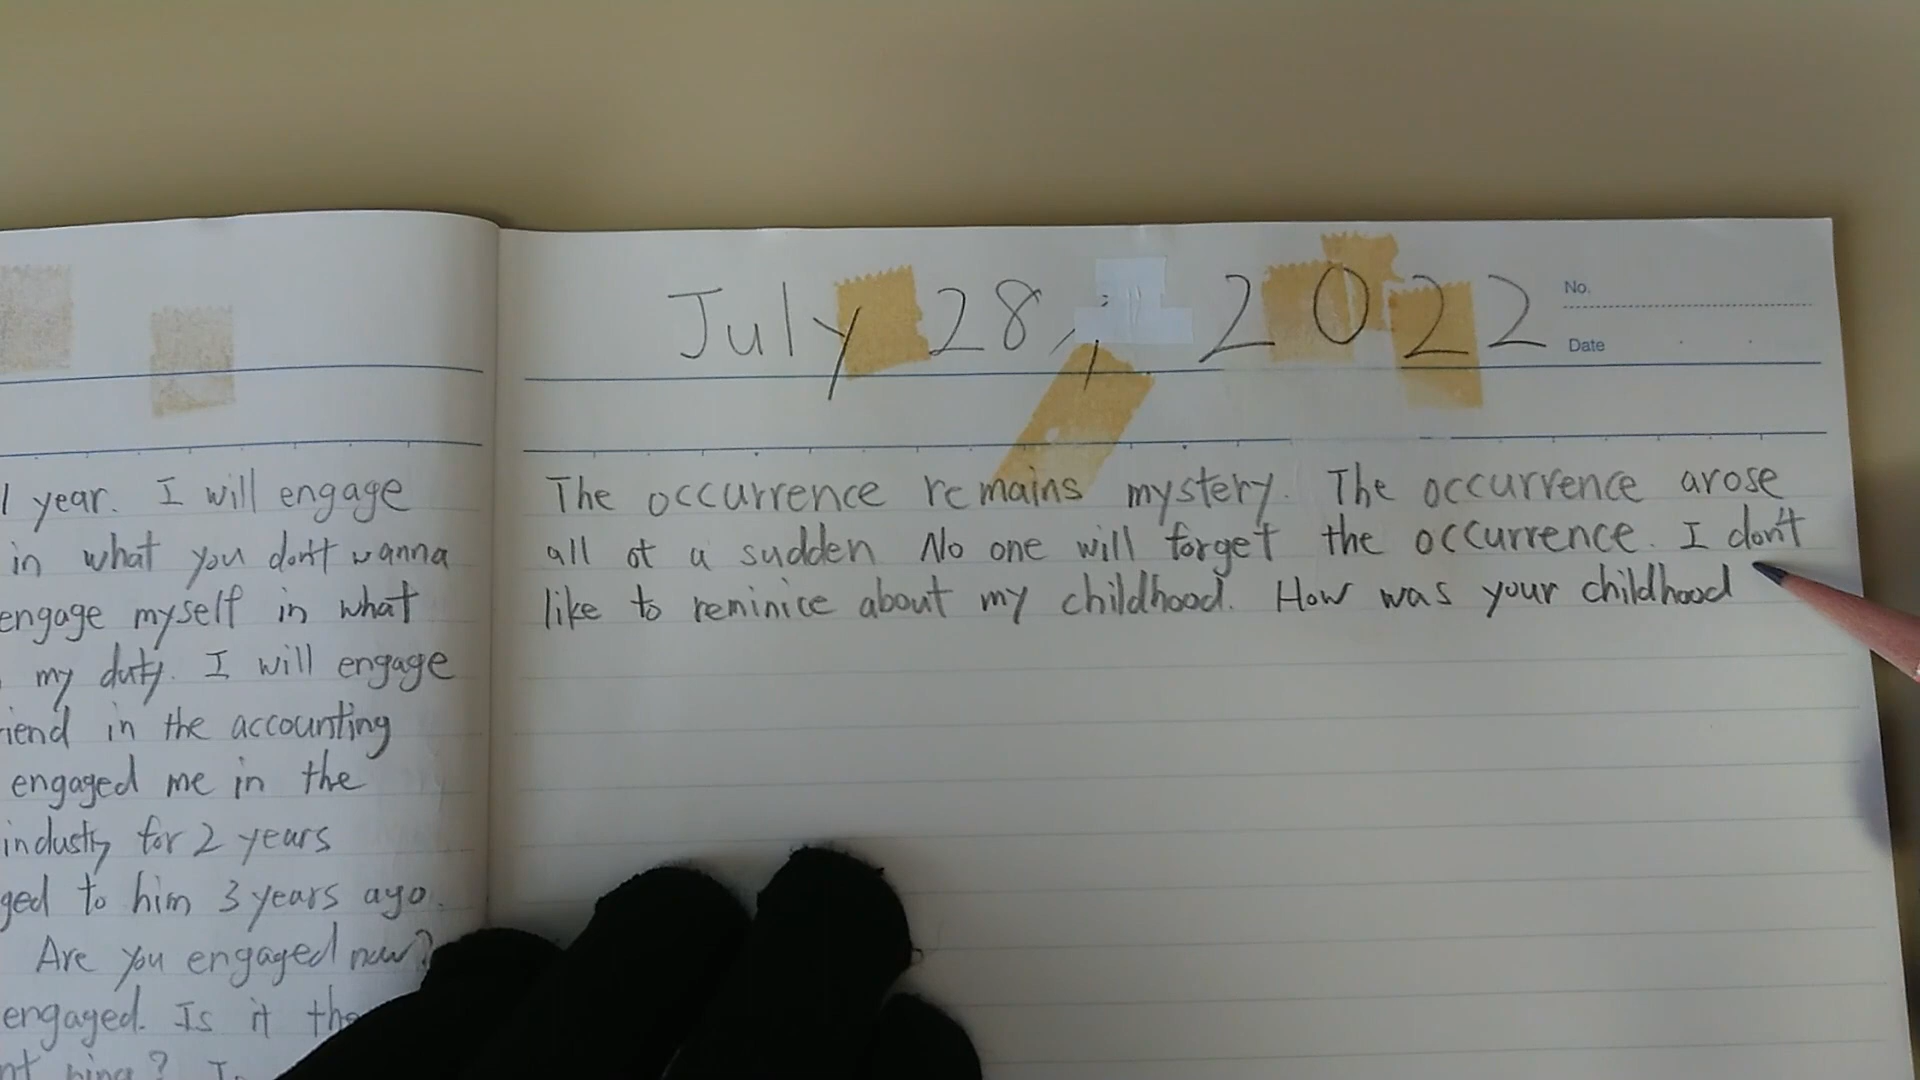 1 year. I will engage
in what you don't wanna
engage myself in what
my duty. I will engage
iend in the accounting
engaged me in the
industry for 2 years
ged to him 3 years ago.
Are you engaged now?
engaged. Is it the
July 28, 2022
No.
Date
The occurrence remains mystery. The occurrence arose
all of a sudden No one will forget the occurrence. I don't
like to reminice about my childhood. How was your childhood